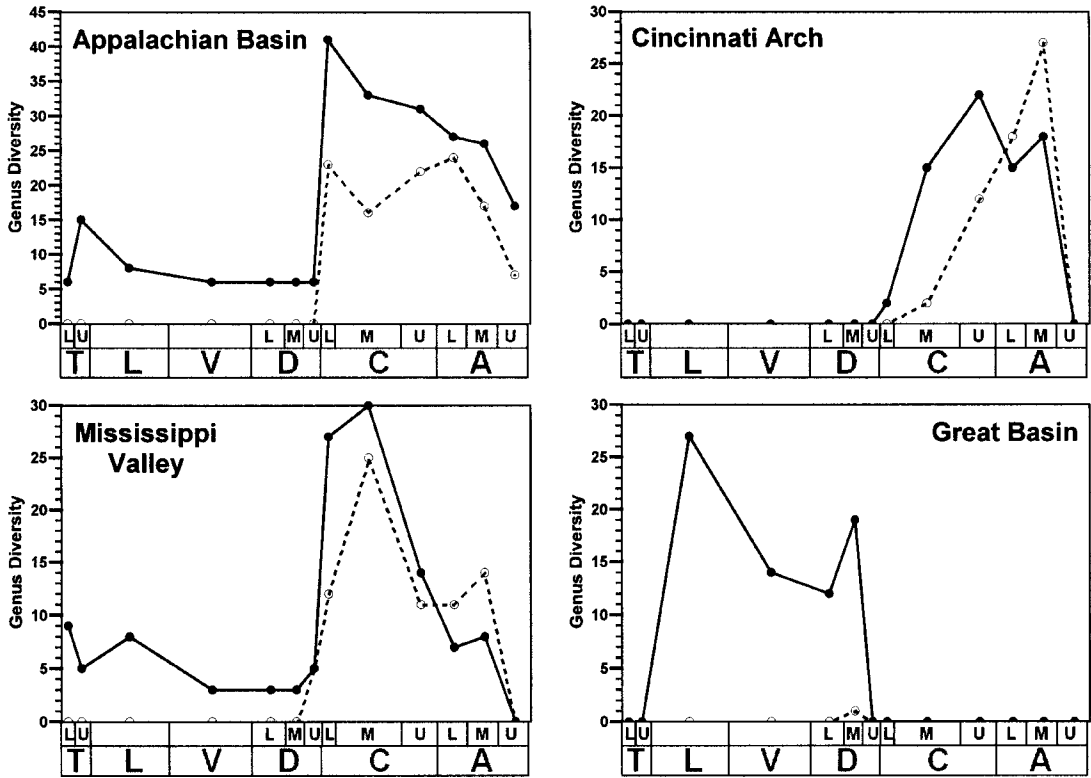 Appalachian Basin
Genus Diversity
45
40
35
30
25
20
15
10
5
0
L U L M U L M U L M U
T L V D C A
Cincinnati Arch
Genus Diversity
30
25
20
15
10
5
0
L U L M U L M U L M U
T L V D C A
Mississippi
Valley
Genus Diversity
30
25
20
15
10
5
0
L U L M U L M U L M U
T L V D C A
Great Basin
Genus Diversity
30
25
20
15
10
5
0
L U L M U L M U L M U
T L V D C A